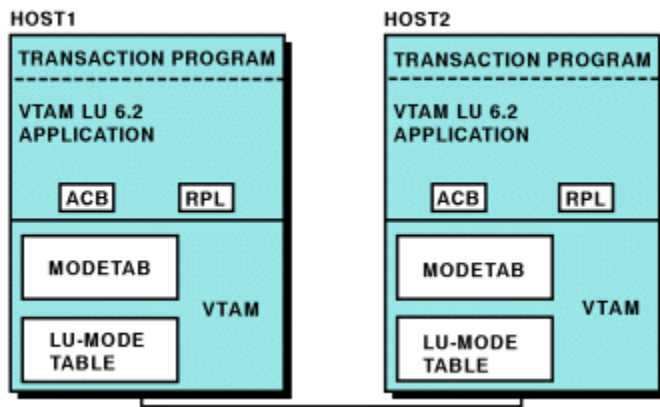 HOST1
TRANSACTION PROGRAM
VTAM LU 6.2
APPLICATION
ACB RPL
MODETAB
VTAM
LU-MODE
TABLE
HOST2
TRANSACTION PROGRAM
VTAM LU 6.2
APPLICATION
ACB RPL
MODETAB
VTAM
LU-MODE
TABLE